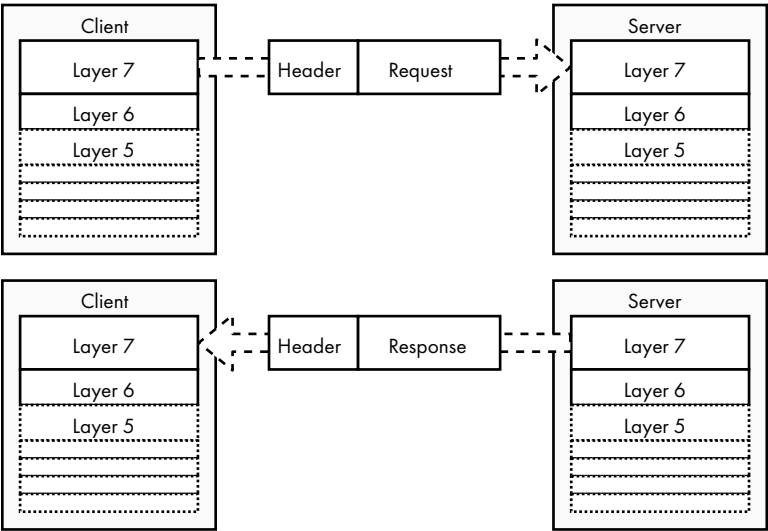 Client
Server
Layer 7
Header
Request
Layer 7
Layer 6
Layer 6
Layer 5
Layer 5
Client
Server
Layer 7
Header
Response
Layer 7
Layer 6
Layer 6
Layer 5
Layer 5